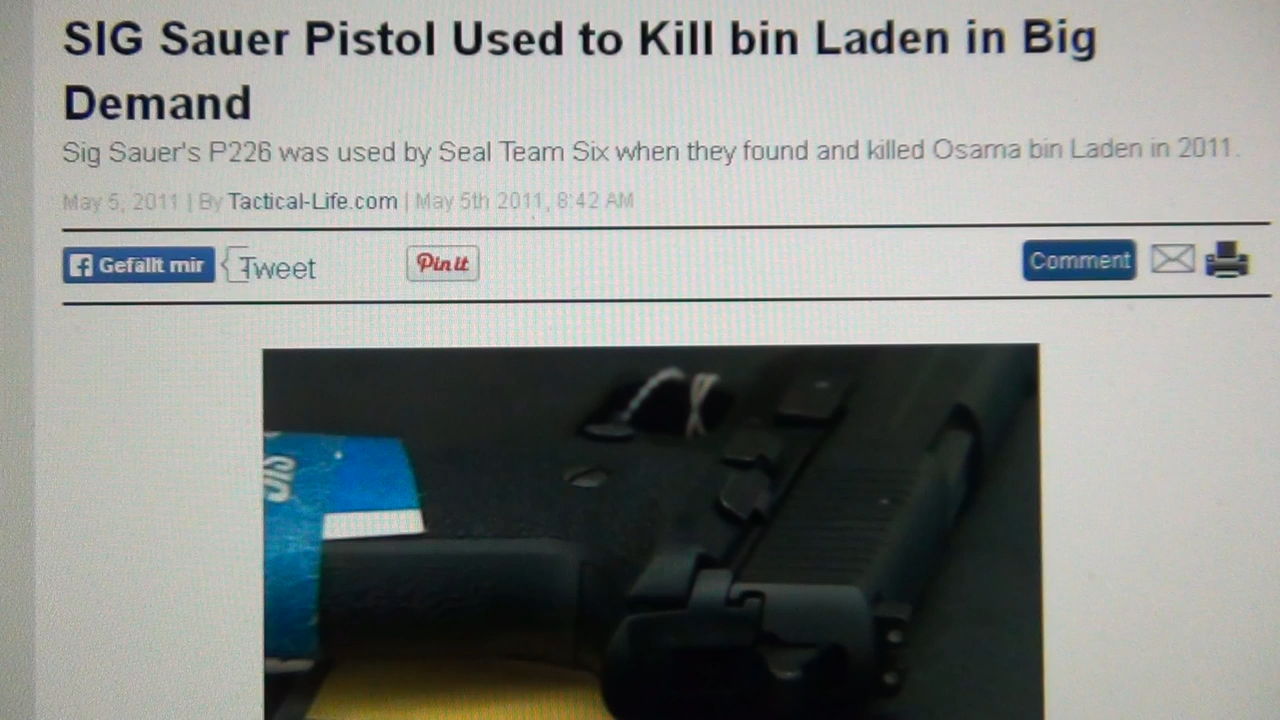 SIG Sauer Pistol Used to Kill bin Laden in Big
Demand
Sig Sauer's P226 was used by Seal Team Six when they found and killed Osama bin Laden in 2011.
May 5, 2011 | By Tactical-Life.com | May 5th 2011, 8:42 AM
Gefällt mir Tweet Pin it Comment
SIG